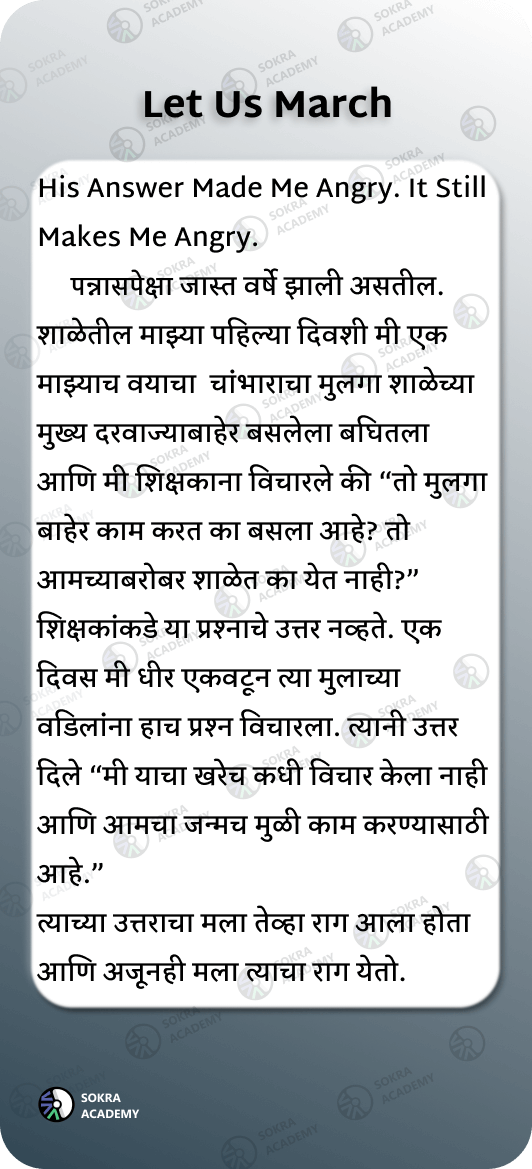 Let Us March
His Answer Made Me Angry. It Still
Makes Me Angry.
पन्नासपेक्षा जास्त वर्षे झाली असतील.
शाळेतील माझ्या पहिल्या दिवशी मी एक
माझ्याच वयाचा चांभाराचा मुलगा शाळेच्या
मुख्य दरवाज्याबाहेर बसलेला बघितला
आणि मी शिक्षकाना विचारले की “तो मुलगा
बाहेर काम करत का बसला आहे? तो
आमच्याबरोबर शाळेत का येत नाही?”
शिक्षकांकडे या प्रश्नाचे उत्तर नव्हते. एक
दिवस मी धीर एकवटून त्या मुलाच्या
वडिलांना हाच प्रश्न विचारला. त्यानी उत्तर
दिले “मी याचा खरेच कधी विचार केला नाही
आणि आमचा जन्मच मुळी काम करण्यासाठी
आहे.”
त्याच्या उत्तराचा मला तेव्हा राग आला होता
आणि अजूनही मला त्याचा राग येतो.
SOKRA
ACADEMY